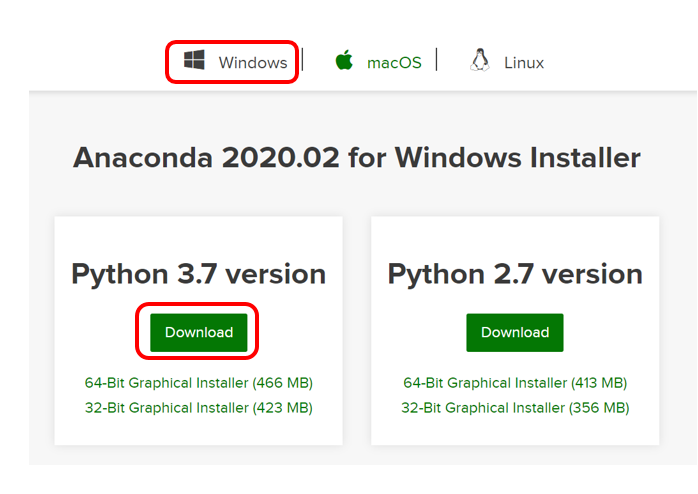 Windows macOS Linux
Anaconda 2020.02 for Windows Installer
Python 3.7 version
Download
64-Bit Graphical Installer (466 MB)
32-Bit Graphical Installer (423 MB)
Python 2.7 version
Download
64-Bit Graphical Installer (413 MB)
32-Bit Graphical Installer (356 MB)